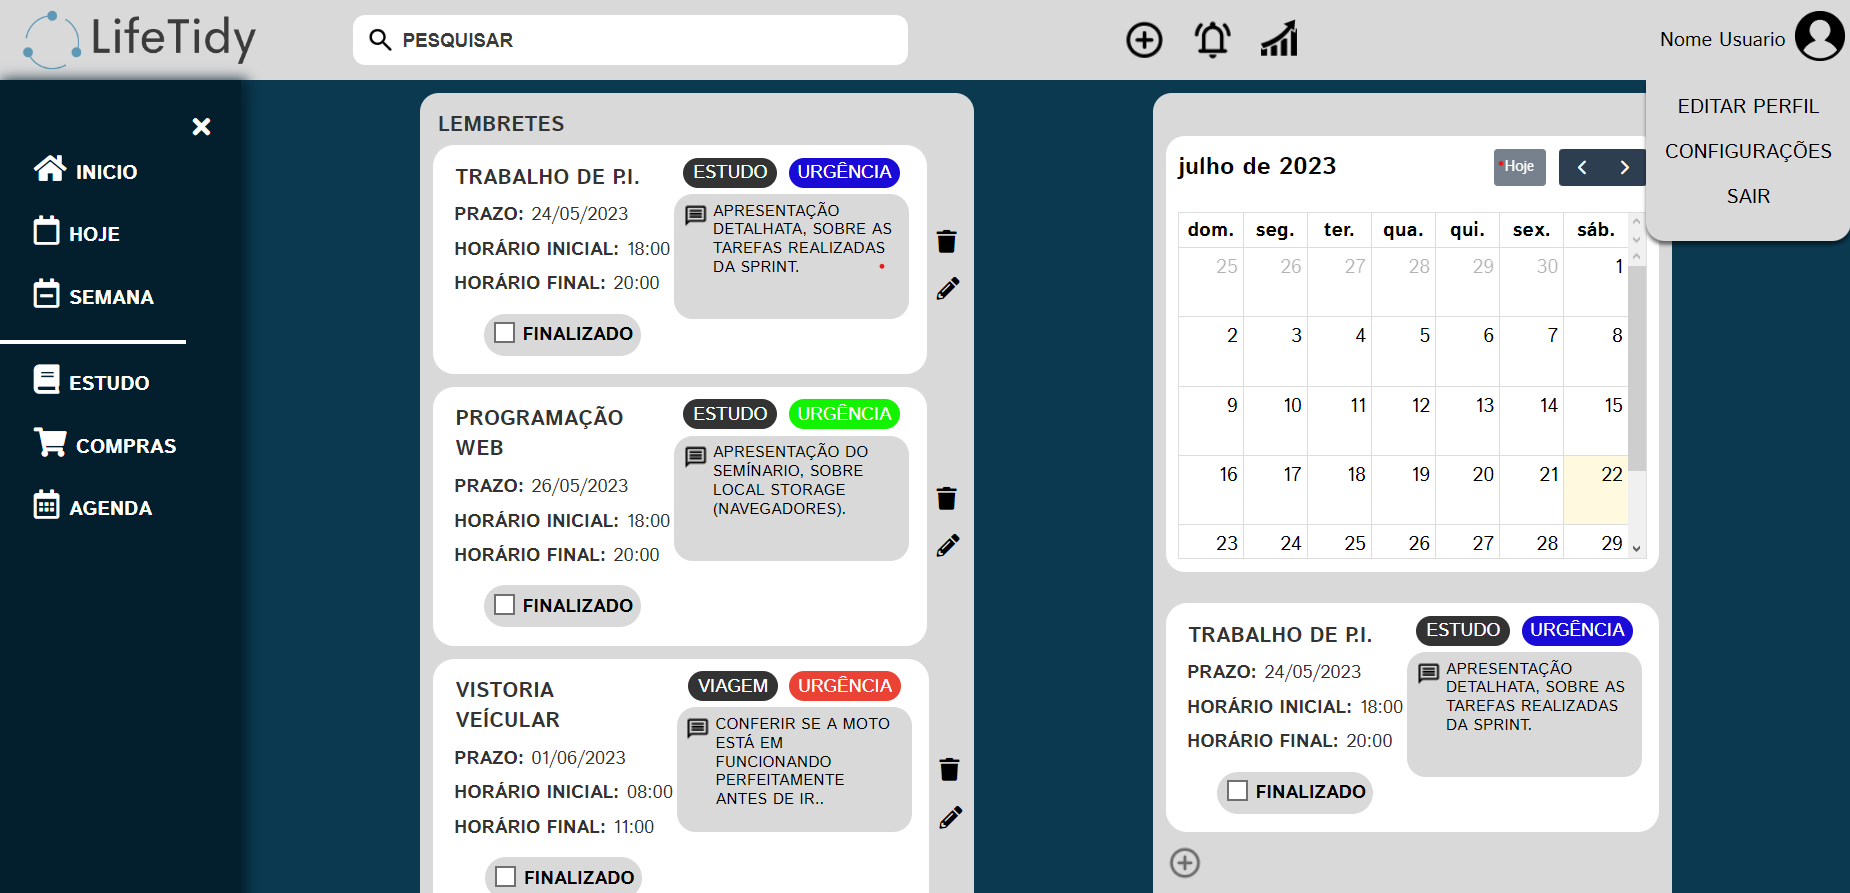 LifeTidy
PESQUISAR
Nome Usuario
EDITAR PERFIL
CONFIGURAÇÕES
SAIR
INICIO
HOJE
SEMANA
ESTUDO
COMPRAS
AGENDA
LEMBRETES
TRABALHO DE P.I.
ESTUDO URGÊNCIA
PRAZO: 24/05/2023
HORÁRIO INICIAL: 18:00
HORÁRIO FINAL: 20:00
APRESENTAÇÃO
DETALHATA, SOBRE AS
TAREFAS REALIZADAS
DA SPRINT.
FINALIZADO
PROGRAMAÇÃO
WEB
ESTUDO URGÊNCIA
PRAZO: 26/05/2023
HORÁRIO INICIAL: 18:00
HORÁRIO FINAL: 20:00
APRESENTAÇÃO DO
SEMÍNARIO, SOBRE
LOCAL STORAGE
(NAVEGADORES).
FINALIZADO
VISTORIA
VEÍCULAR
VIAGEM URGÊNCIA
PRAZO: 01/06/2023
HORÁRIO INICIAL: 08:00
HORÁRIO FINAL: 11:00
CONFERIR SE A MOTO
ESTÁ EM
FUNCIONANDO
PERFEITAMENTE
ANTES DE IR..
FINALIZADO
julho de 2023
Hoje
dom. seg. ter. qua. qui. sex. sáb.
25 26 27 28 29 30 1
2 3 4 5 6 7 8
9 10 11 12 13 14 15
16 17 18 19 20 21 22
23 24 25 26 27 28 29
TRABALHO DE P.I.
ESTUDO URGÊNCIA
PRAZO: 24/05/2023
HORÁRIO INICIAL: 18:00
HORÁRIO FINAL: 20:00
APRESENTAÇÃO
DETALHATA, SOBRE AS
TAREFAS REALIZADAS
DA SPRINT.
FINALIZADO